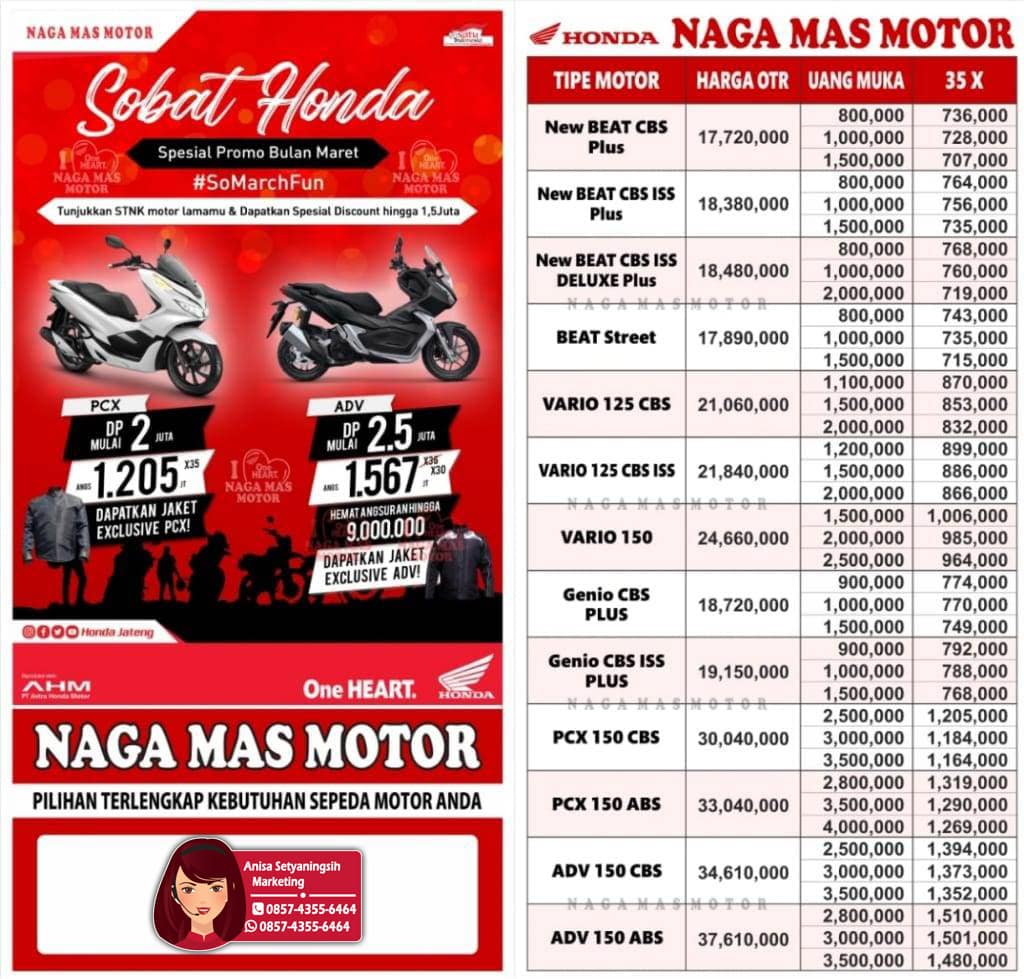 NAGA MAS MOTOR
satu
Indonesia
Sobat Honda
Spesial Promo Bulan Maret
#SoMarchFun
I One HEART.
NAGA MAS
MOTOR
I One HEART.
NAGA MAS
MOTOR
Tunjukkan STNK motor lamamu & Dapatkan Spesial Discount hingga 1,5Juta
PCX
DP MULAI 2 JUTA
ANGS 1.205 JT X35
DAPATKAN JAKET
EXCLUSIVE PCX!
I One HEART.
NAGA MAS
MOTOR
ADV
DP MULAI 2.5 JUTA
ANGS 1.567 JT X35 X30
HEMAT ANGSURAN HINGGA
9.000.000
DAPATKAN JAKET
EXCLUSIVE ADV!
Honda Jateng
AHM
PT Astra Honda Motor
One HEART.
HONDA
NAGA MAS MOTOR
PILIHAN TERLENGKAP KEBUTUHAN SEPEDA MOTOR ANDA
Anisa Setyaningsih
Marketing
0857-4355-6464
0857-4355-6464
HONDA NAGA MAS MOTOR
TIPE MOTOR HARGA OTR UANG MUKA 35 X
New BEAT CBS
Plus
17,720,000
800,000 736,000
1,000,000 728,000
1,500,000 707,000
New BEAT CBS ISS
Plus
18,380,000
800,000 764,000
1,000,000 756,000
1,500,000 735,000
New BEAT CBS ISS
DELUXE Plus
18,480,000
800,000 768,000
1,000,000 760,000
2,000,000 719,000
NAGA MAS MOTOR
BEAT Street
17,890,000
800,000 743,000
1,000,000 735,000
1,500,000 715,000
VARIO 125 CBS
21,060,000
1,100,000 870,000
1,500,000 853,000
2,000,000 832,000
VARIO 125 CBS ISS
21,840,000
1,200,000 899,000
1,500,000 886,000
2,000,000 866,000
NAGA MAS MOTOR
VARIO 150
24,660,000
1,500,000 1,006,000
2,000,000 985,000
2,500,000 964,000
Genio CBS
PLUS
18,720,000
900,000 774,000
1,000,000 770,000
1,500,000 749,000
Genio CBS ISS
PLUS
19,150,000
900,000 792,000
1,000,000 788,000
1,500,000 768,000
NAGA MAS MOTOR
PCX 150 CBS
30,040,000
2,500,000 1,205,000
3,000,000 1,184,000
3,500,000 1,164,000
PCX 150 ABS
33,040,000
2,800,000 1,319,000
3,500,000 1,290,000
4,000,000 1,269,000
ADV 150 CBS
34,610,000
2,500,000 1,394,000
3,000,000 1,373,000
3,500,000 1,352,000
NAGA MAS MOTOR
ADV 150 ABS
37,610,000
2,800,000 1,510,000
3,000,000 1,501,000
3,500,000 1,480,000